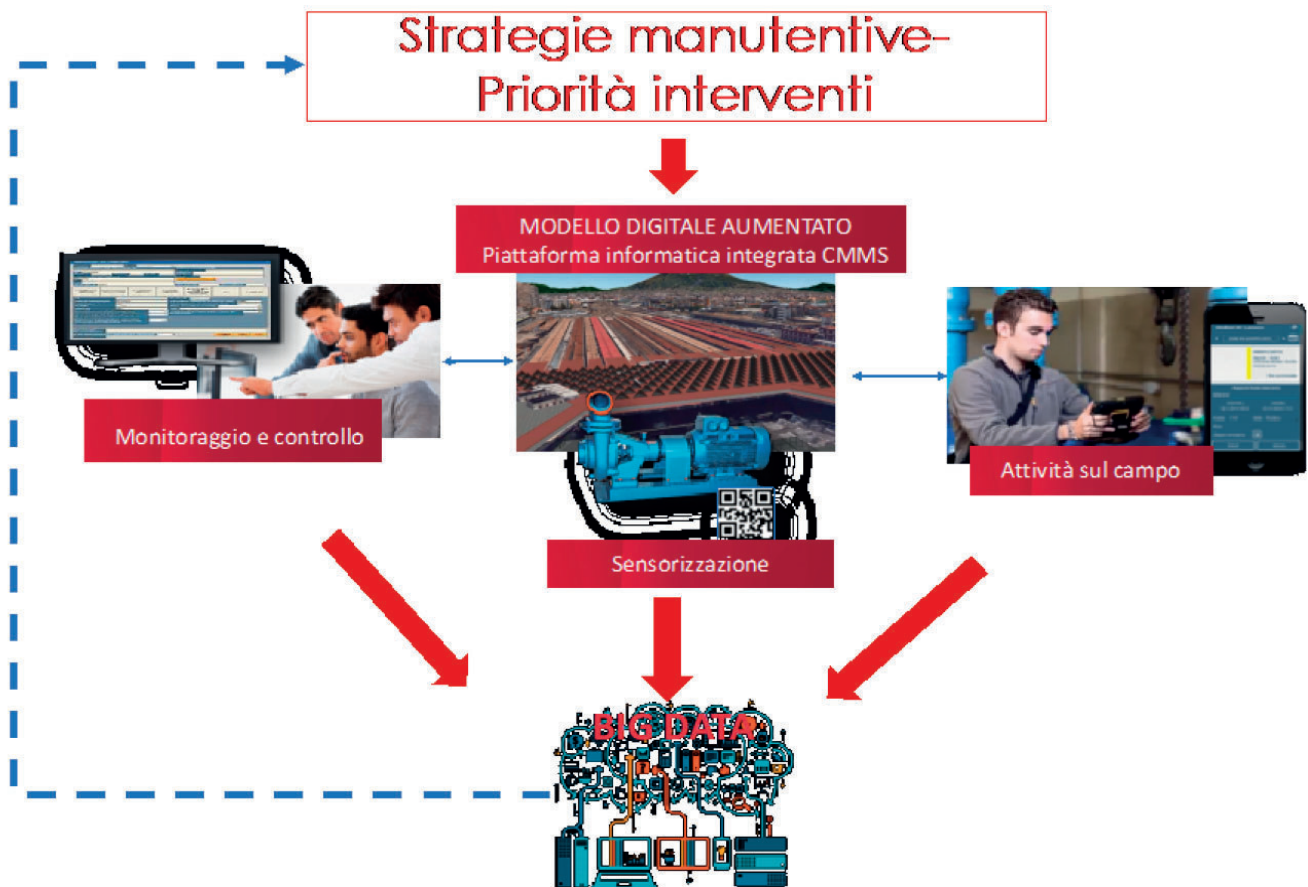 Strategie manutentive-
Priorità interventi
MODELLO DIGITALE AUMENTATO
Piattaforma informatica integrata CMMS
Monitoraggio e controllo
Attività sul campo
Sensorizzazione
BIG DATA